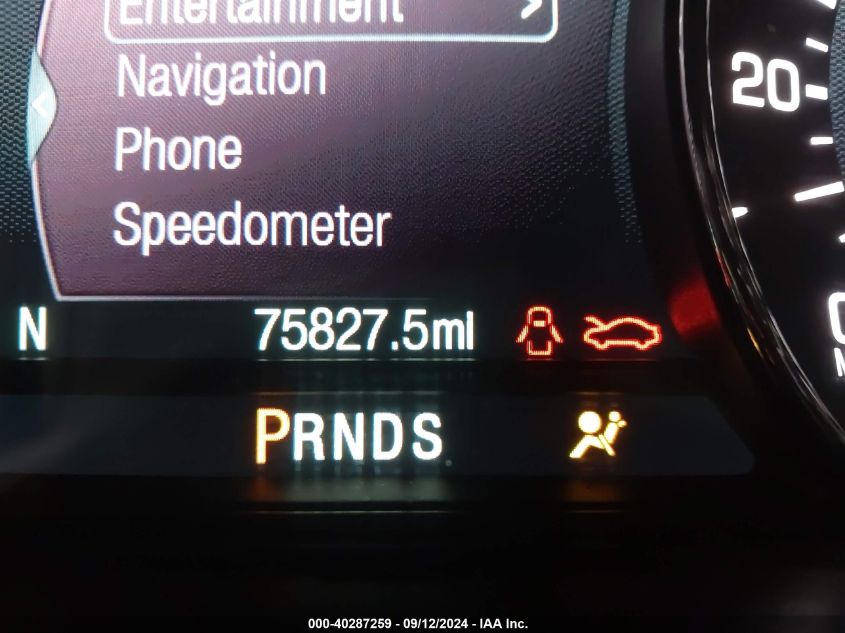 Entertainment >
Navigation
Phone
Speedometer
20
N 75827.5mi
PRNDS
000-40287259 - 09/12/2024 - IAA Inc.